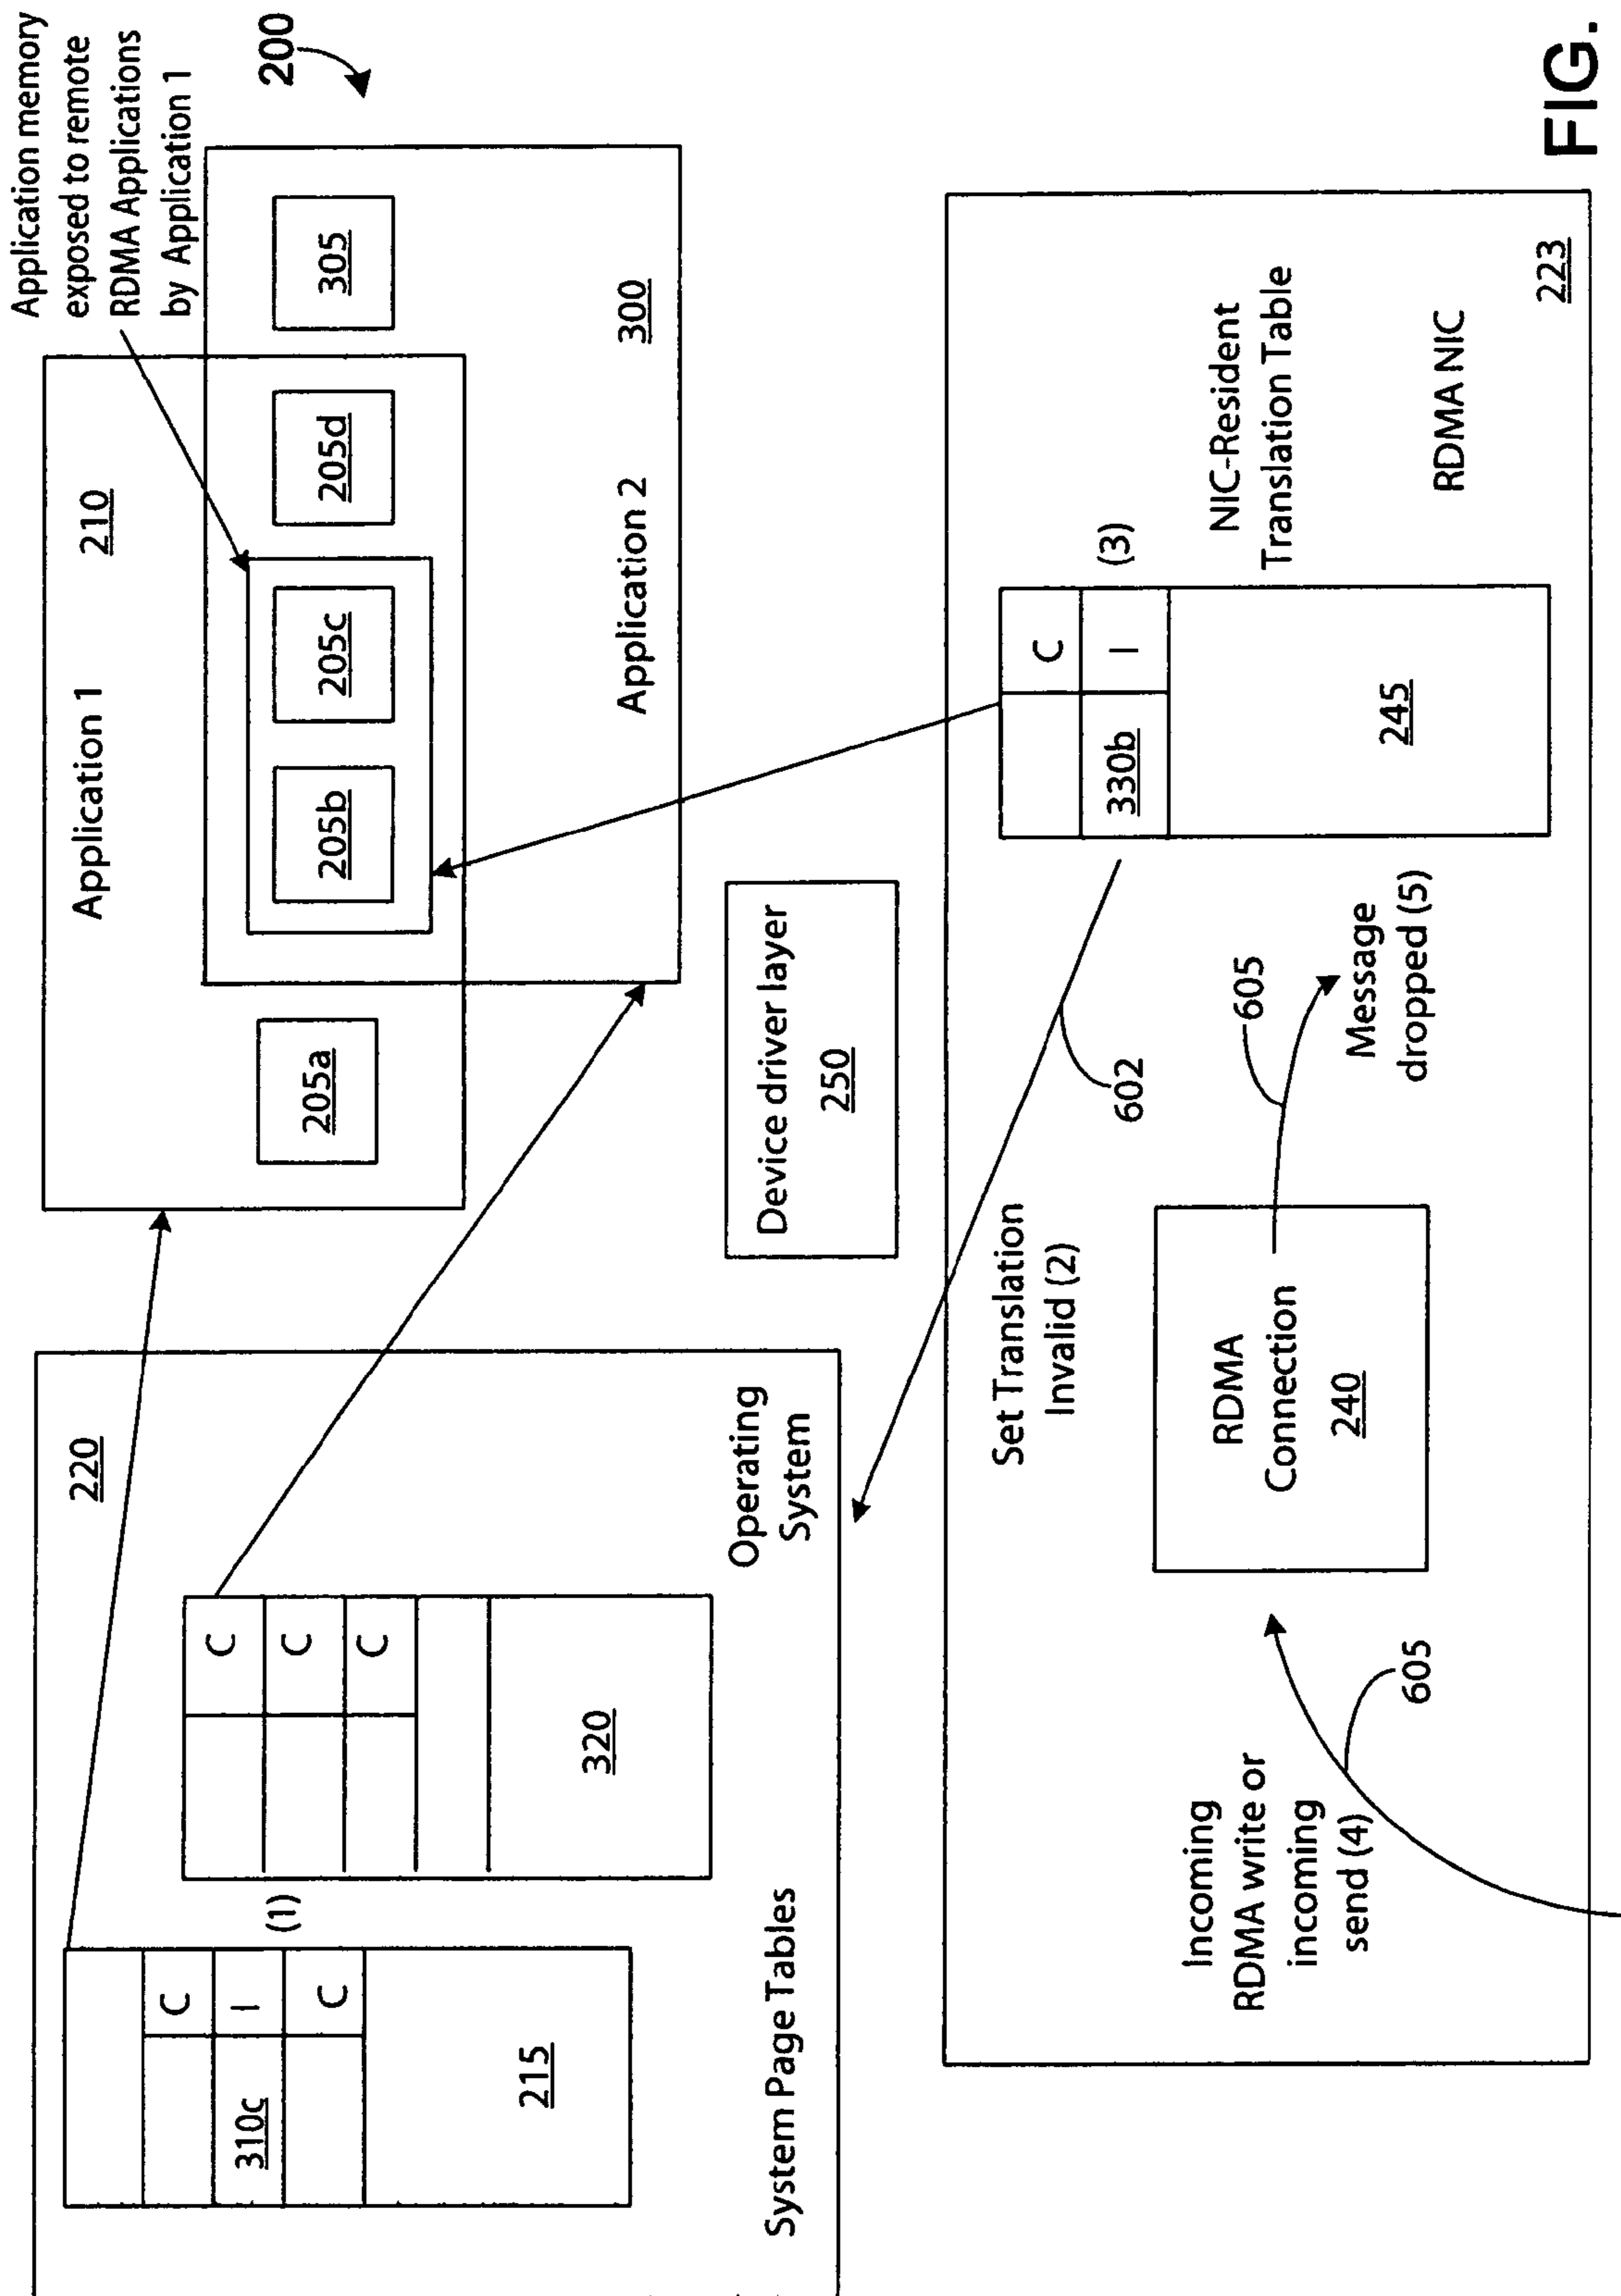 Application memory
exposed to remote
RDMA Applications
by Application 1
200
220
C
310c
I
(1)
C
215
C
C
C
320
System Page Tables
Operating
System
Application 1
210
205a
205b
205c
205d
305
Application 2
300
Device driver layer
250
602
Set Translation
Invalid (2)
C
330b
I
(3)
245
NIC-Resident
Translation Table
RDMA NIC
223
Incoming
RDMA write or
incoming
send (4)
605
RDMA
Connection
240
605
Message
dropped (5)
FIG.